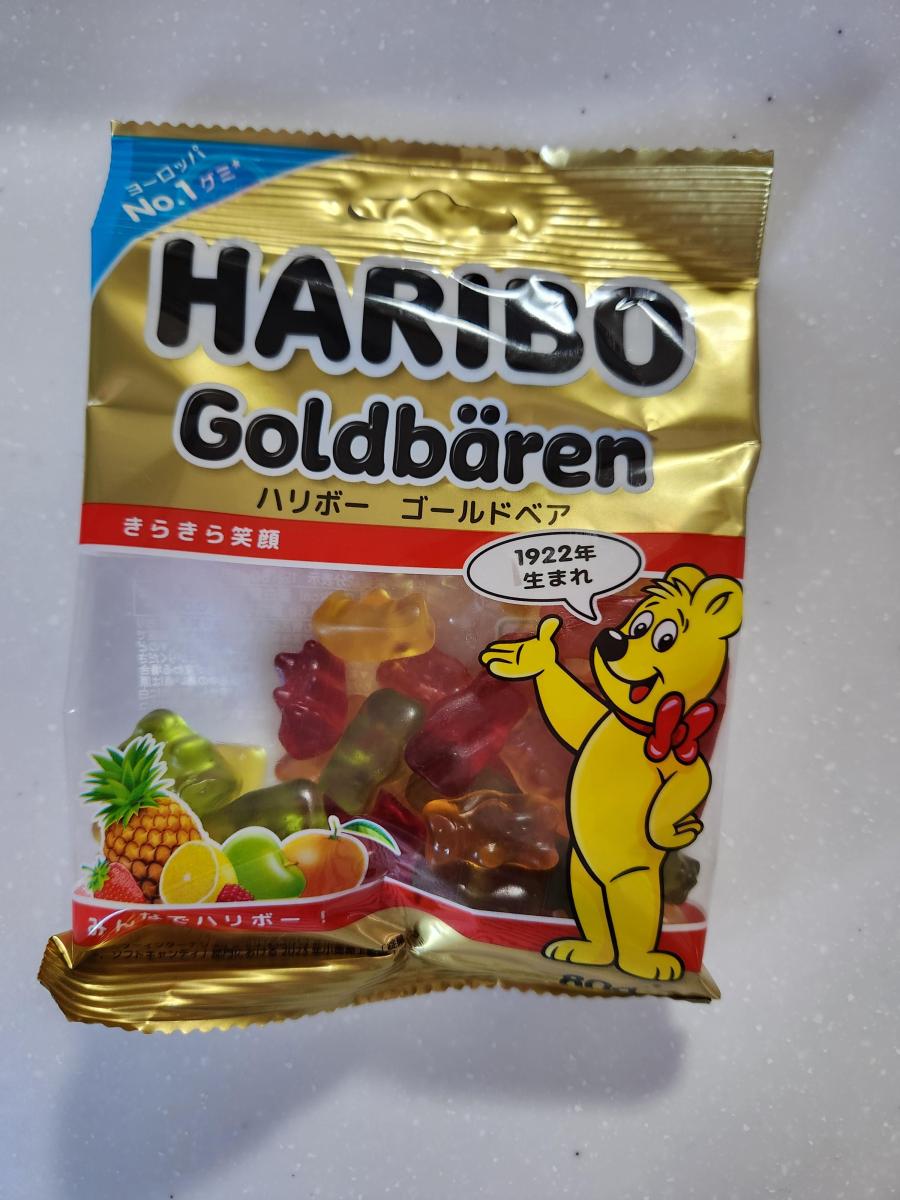 ヨーロッパ
No.1 グミ*
HARIBO
Goldbären
ハリボー ゴールドベア
きらきら笑顔
1922年
生まれ
みんなでハリボー！
80g